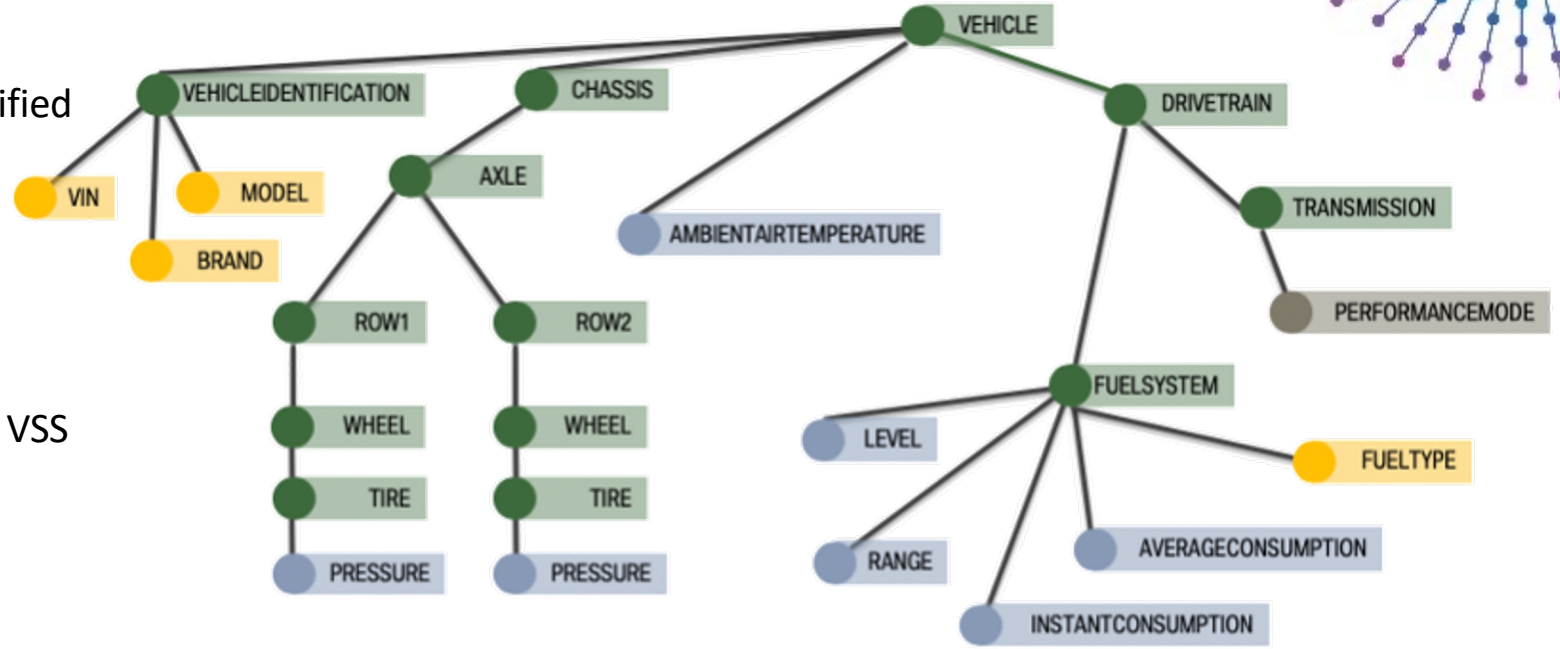 VEHICLE
VEHICLEIDENTIFICATION
CHASSIS
DRIVETRAIN
ified
VIN
MODEL
AXLE
TRANSMISSION
BRAND
AMBIENTAIRTEMPERATURE
ROW1
ROW2
PERFORMANCEMODE
FUELSYSTEM
VSS
WHEEL
WHEEL
LEVEL
FUELTYPE
TIRE
TIRE
RANGE
AVERAGECONSUMPTION
PRESSURE
PRESSURE
INSTANTCONSUMPTION